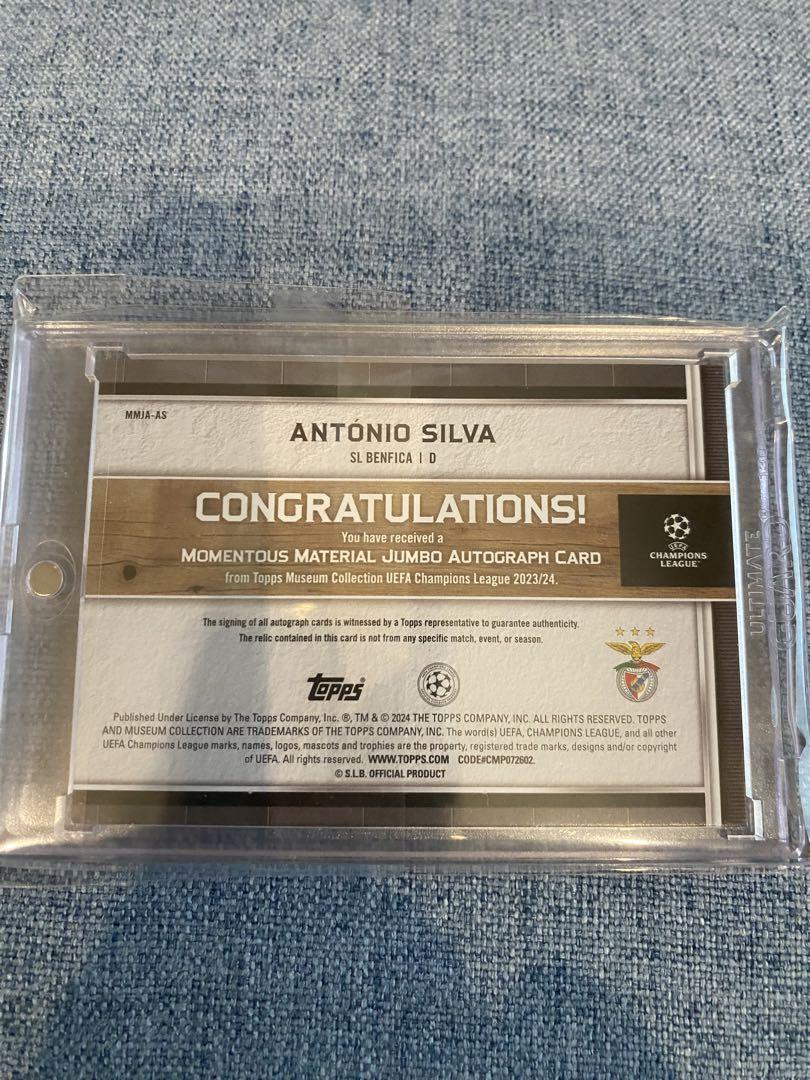 MMJA-AS
ANTÓNIO SILVA
SL BENFICA | D
CONGRATULATIONS!
You have received a
MOMENTOUS MATERIAL JUMBO AUTOGRAPH CARD
from Topps Museum Collection UEFA Champions League 2023/24.
UEFA
CHAMPIONS
LEAGUE
The signing of all autograph cards is witnessed by a Topps representative to guarantee authenticity.
The relic contained in this card is not from any specific match, event, or season.
topps®
Published Under License by The Topps Company, Inc. ®, TM & © 2024 THE TOPPS COMPANY, INC. ALL RIGHTS RESERVED. TOPPS
AND MUSEUM COLLECTION ARE TRADEMARKS OF THE TOPPS COMPANY, INC. The word(s) UEFA, CHAMPIONS LEAGUE, and all other
UEFA Champions League marks, names, logos, mascots and trophies are the property, registered trade marks, designs and/or copyright
of UEFA. All rights reserved. WWW.TOPPS.COM CODE#CMP072602.
© S.L.B. OFFICIAL PRODUCT
ULTIMATE
GUARD